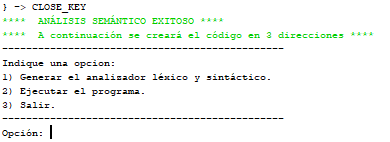 } -> CLOSE_KEY
****  ANÁLISIS SEMÁNTICO EXITOSO ****
****  A continuación se creará el código en 3 direcciones ****
------------------------------------------------
Indique una opcion:
1) Generar el analizador léxico y sintáctico.
2) Ejecutar el programa.
3) Salir.
------------------------------------------------
Opción: